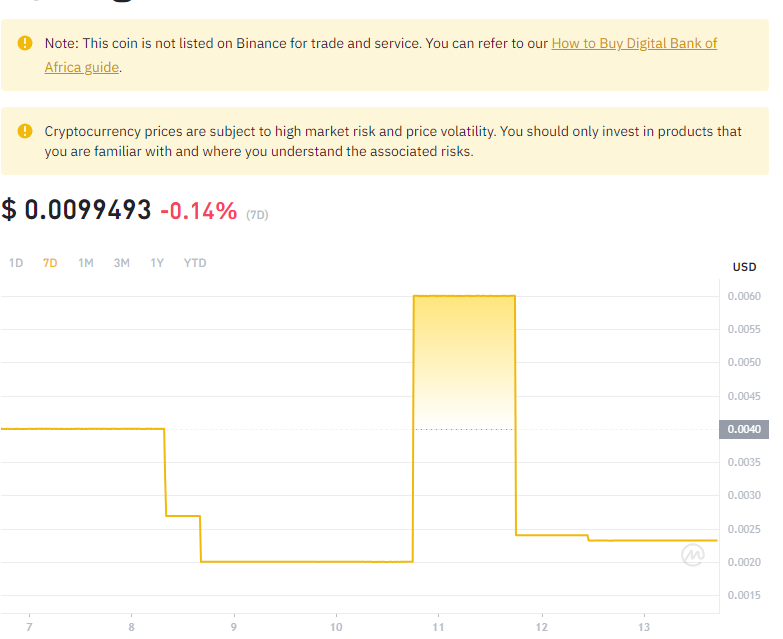 Note: This coin is not listed on Binance for trade and service. You can refer to our How to Buy Digital Bank of
Africa guide.
Cryptocurrency prices are subject to high market risk and price volatility. You should only invest in products that
you are familiar with and where you understand the associated risks.
$ 0.0099493 -0.14% (7D)
1D 7D 1M 3M 1Y YTD
USD
0.0060
0.0055
0.0050
0.0045
0.0040
0.0035
0.0030
0.0025
0.0020
0.0015
7 8 9 10 11 12 13